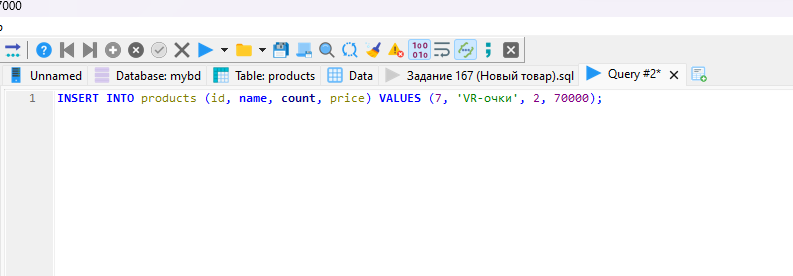 7000
Unnamed Database: mybd Table: products Data Задание 167 (Новый товар).sql Query #2*
1 INSERT INTO products (id, name, count, price) VALUES (7, 'VR-очки', 2, 70000);